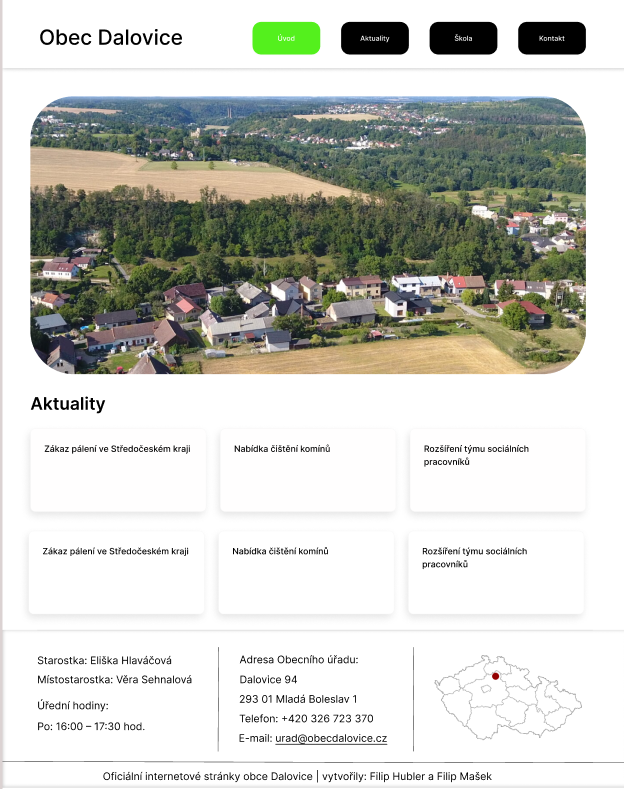 Obec Dalovice
Úvod
Aktuality
Škola
Kontakt
Aktuality
Zákaz pálení ve Středočeském kraji
Nabídka čištění komínů
Rozšíření týmu sociálních
pracovníků
Zákaz pálení ve Středočeském kraji
Nabídka čištění komínů
Rozšíření týmu sociálních
pracovníků
Starostka: Eliška Hlaváčová
Místostarostka: Věra Sehnalová
Úřední hodiny:
Po: 16:00 – 17:30 hod.
Adresa Obecního úřadu:
Dalovice 94
293 01 Mladá Boleslav 1
Telefon: +420 326 723 370
E-mail: urad@obecdalovice.cz
Oficiální internetové stránky obce Dalovice | vytvořily: Filip Hubler a Filip Mašek